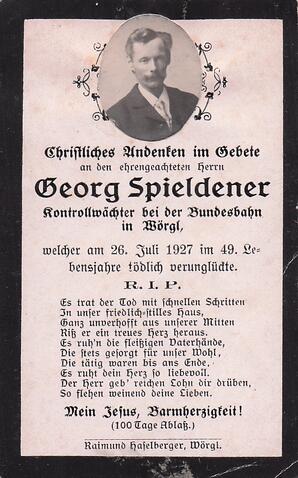 Christliches Andenken im Gebete
an den ehrengeachteten Herrn
Georg Spieldener
Kontrollwächter bei der Bundesbahn
in Wörgl,
welcher am 26. Juli 1927 im 49. Le-
bensjahre tödlich verunglückte.
R. I. P.
Es trat der Tod mit schnellen Schritten
In unser friedlich-stilles Haus,
Ganz unverhofft aus unserer Mitten
Riß er ein treues Herz heraus.
Es ruh'n die fleißigen Vaterhände,
Die stets gesorgt für unser Wohl,
Die tätig waren bis ans Ende,
Es ruht dein Herz so liebevoll.
Der Herr geb' reichen Lohn dir drüben,
So flehen weinend deine Lieben.
Mein Jesus, Barmherzigkeit!
(100 Tage Ablaß.)
Raimund Haselberger, Wörgl.